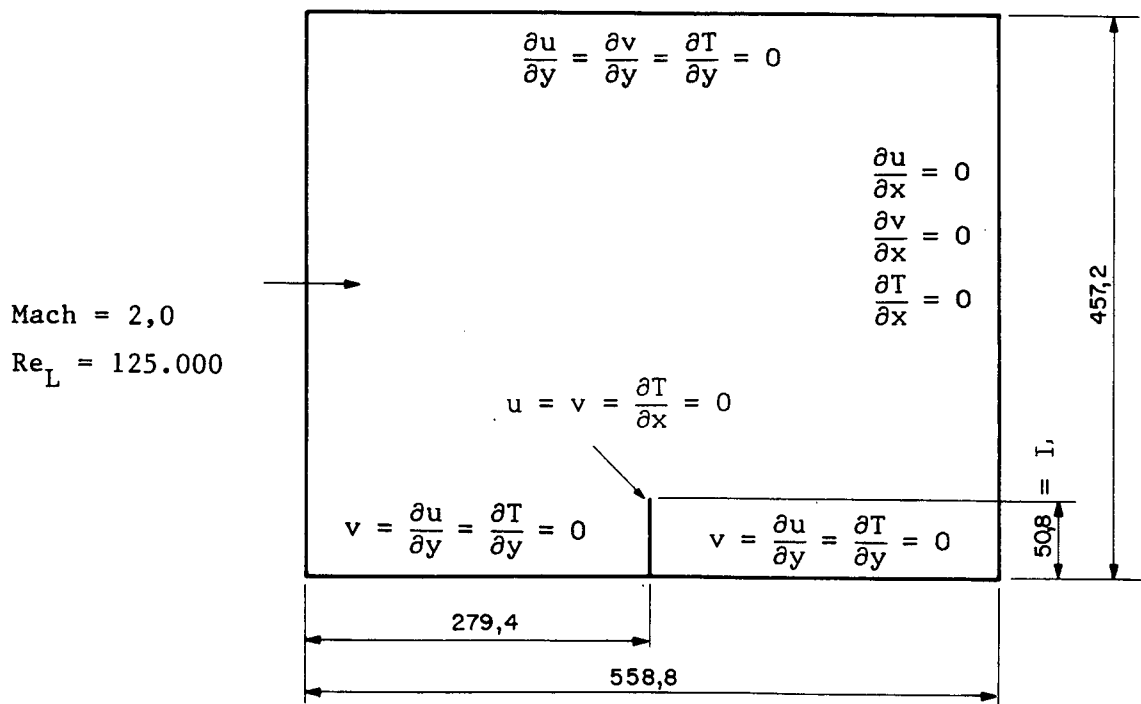 ∂u/∂y = ∂v/∂y = ∂T/∂y = 0
∂u/∂x = 0
∂v/∂x = 0
∂T/∂x = 0
457,2
Mach = 2,0
Re_L = 125.000
u = v = ∂T/∂x = 0
50,8 = L
v = ∂u/∂y = ∂T/∂y = 0
v = ∂u/∂y = ∂T/∂y = 0
279,4
558,8